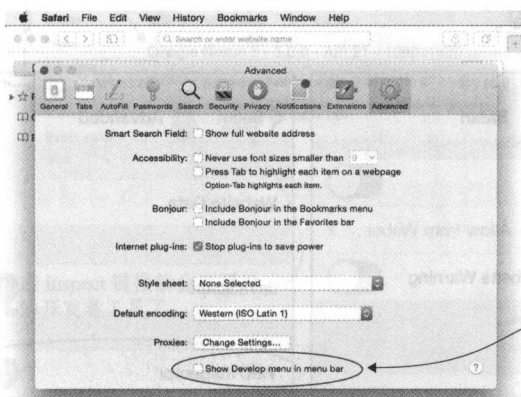 Safari File Edit View History Bookmarks Window Help
Search or enter website name
Advanced
General Tabs AutoFill Passwords Search Security Privacy Notifications Extensions Advanced
Smart Search Field: Show full website address
Accessibility: Never use font sizes smaller than 9
Press Tab to highlight each item on a webpage
Option-Tab highlights each item.
Bonjour: Include Bonjour in the Bookmarks menu
Include Bonjour in the Favorites bar
Internet plug-ins: Stop plug-ins to save power
Style sheet: None Selected
Default encoding: Western (ISO Latin 1)
Proxies: Change Settings...
Show Develop menu in menu bar
?